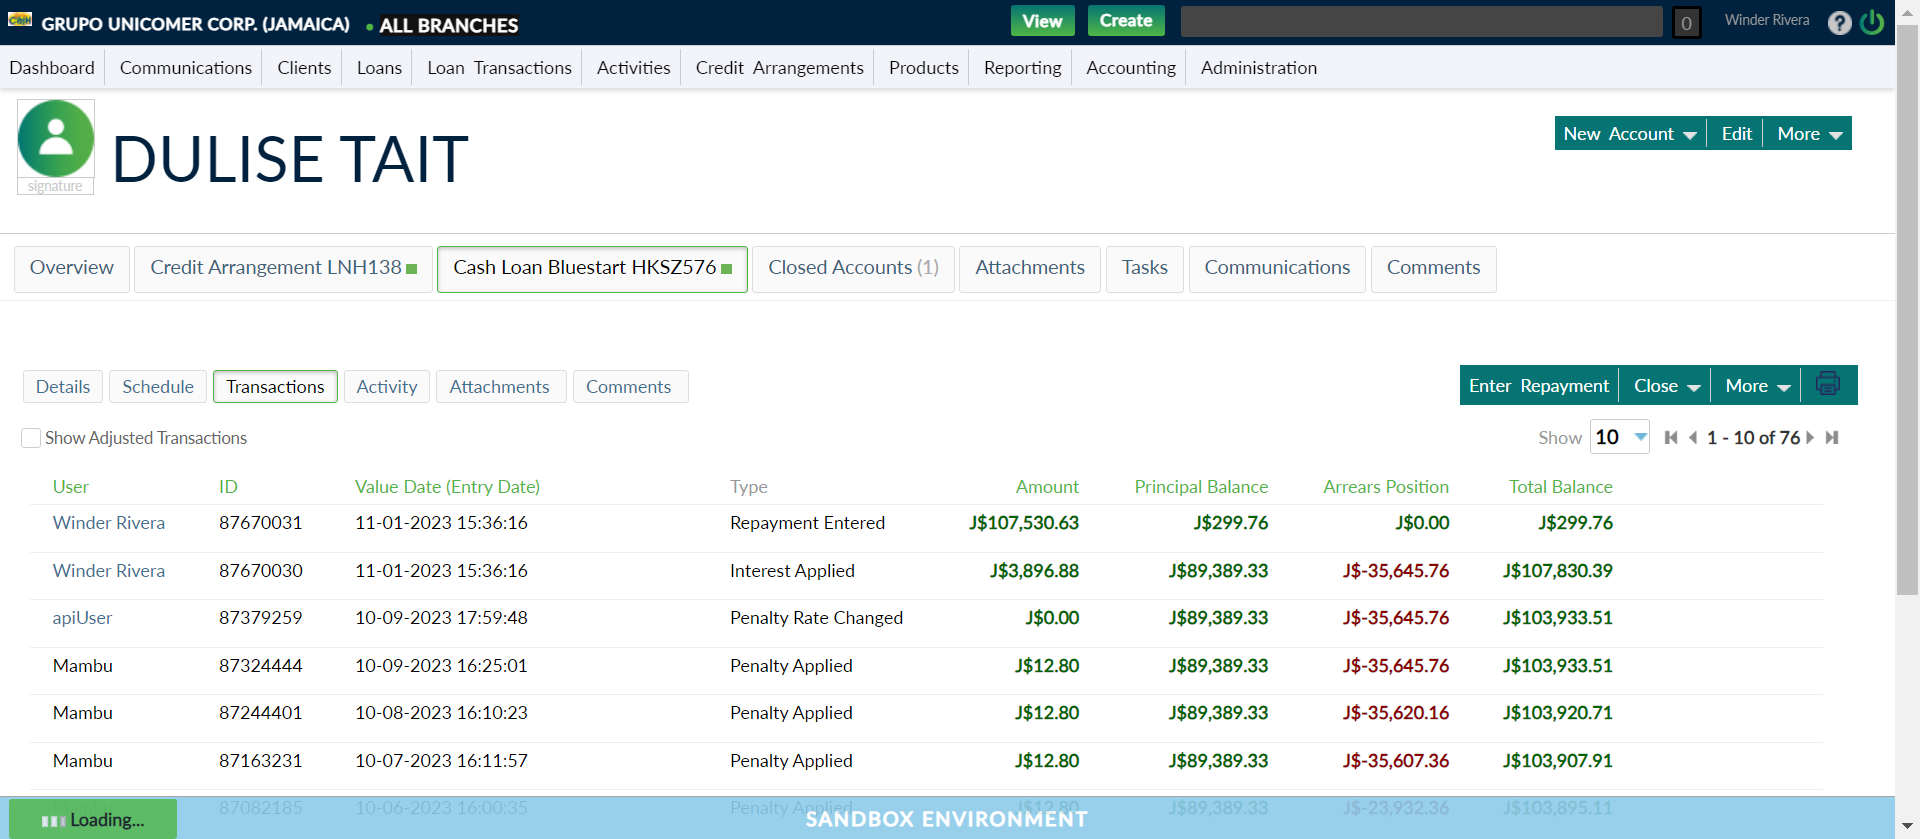 GRUPO UNICOMER CORP. (JAMAICA) ALL BRANCHES View Create 0 Winder Rivera ?
Dashboard Communications Clients Loans Loan Transactions Activities Credit Arrangements Products Reporting Accounting Administration
DULISE TAIT
signature
New Account Edit More
Overview Credit Arrangement LNH138 Cash Loan Bluestart HKSZ576 Closed Accounts (1) Attachments Tasks Communications Comments
Details Schedule Transactions Activity Attachments Comments Enter Repayment Close More
Show Adjusted Transactions Show 10 1 - 10 of 76
User ID Value Date (Entry Date) Type Amount Principal Balance Arrears Position Total Balance
Winder Rivera 87670031 11-01-2023 15:36:16 Repayment Entered J$107,530.63 J$299.76 J$0.00 J$299.76
Winder Rivera 87670030 11-01-2023 15:36:16 Interest Applied J$3,896.88 J$89,389.33 J$-35,645.76 J$107,830.39
apiUser 87379259 10-09-2023 17:59:48 Penalty Rate Changed J$0.00 J$89,389.33 J$-35,645.76 J$103,933.51
Mambu 87324444 10-09-2023 16:25:01 Penalty Applied J$12.80 J$89,389.33 J$-35,645.76 J$103,933.51
Mambu 87244401 10-08-2023 16:10:23 Penalty Applied J$12.80 J$89,389.33 J$-35,620.16 J$103,920.71
Mambu 87163231 10-07-2023 16:11:57 Penalty Applied J$12.80 J$89,389.33 J$-35,607.36 J$103,907.91
Mambu 87082185 10-06-2023 16:00:35 Penalty Applied J$12.80 J$89,389.33 J$-23,932.36 J$103,895.11
Loading... SANDBOX ENVIRONMENT